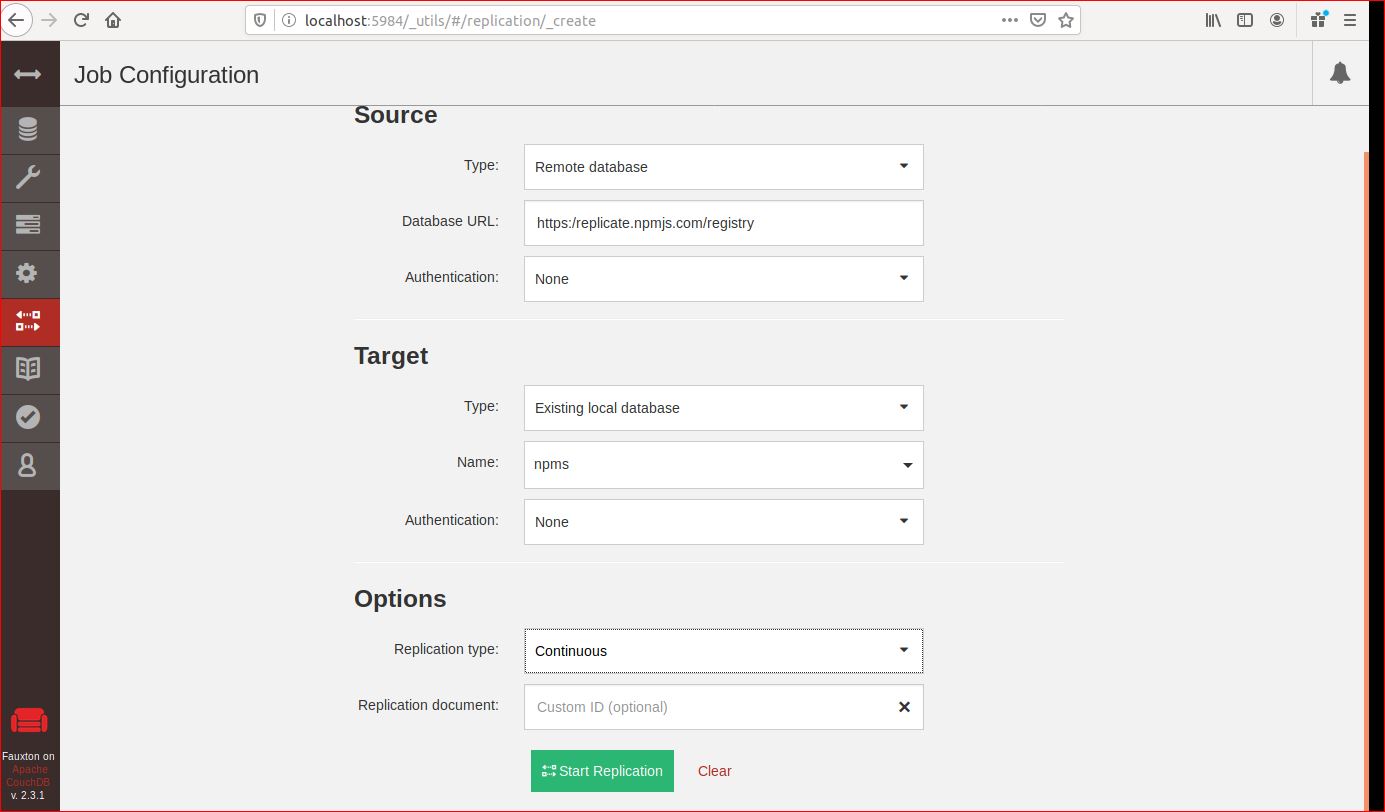 localhost:5984/_utils/#/replication/_create
Job Configuration
Source
Type: Remote database
Database URL: https:/replicate.npmjs.com/registry
Authentication: None
Target
Type: Existing local database
Name: npms
Authentication: None
Options
Replication type: Continuous
Replication document: Custom ID (optional)
Start Replication Clear
Fauxton on
Apache
CouchDB
v. 2.3.1